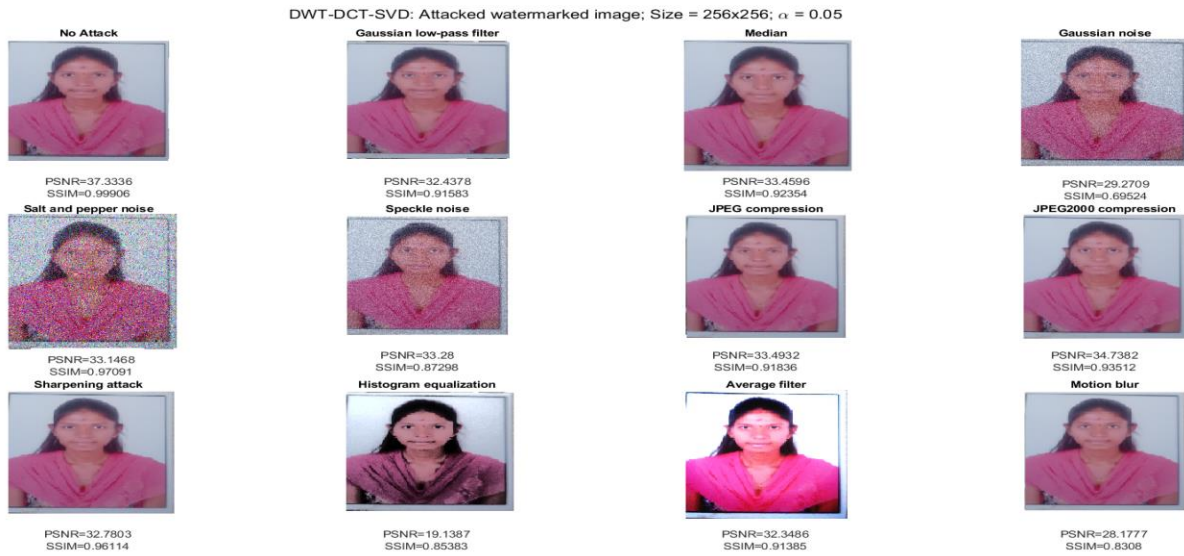 DWT-DCT-SVD: Attacked watermarked image; Size = 256x256; α = 0.05
No Attack
Gaussian low-pass filter
Median
Gaussian noise
PSNR=37.3336
SSIM=0.99906
PSNR=32.4378
SSIM=0.91583
PSNR=33.4596
SSIM=0.92354
PSNR=29.2709
SSIM=0.69524
Salt and pepper noise
Speckle noise
JPEG compression
JPEG2000 compression
PSNR=33.1468
SSIM=0.97091
PSNR=33.28
SSIM=0.87298
PSNR=33.4932
SSIM=0.91836
PSNR=34.7382
SSIM=0.93512
Sharpening attack
Histogram equalization
Average filter
Motion blur
PSNR=32.7803
SSIM=0.96114
PSNR=19.1387
SSIM=0.85383
PSNR=32.3486
SSIM=0.91385
PSNR=28.1777
SSIM=0.8308